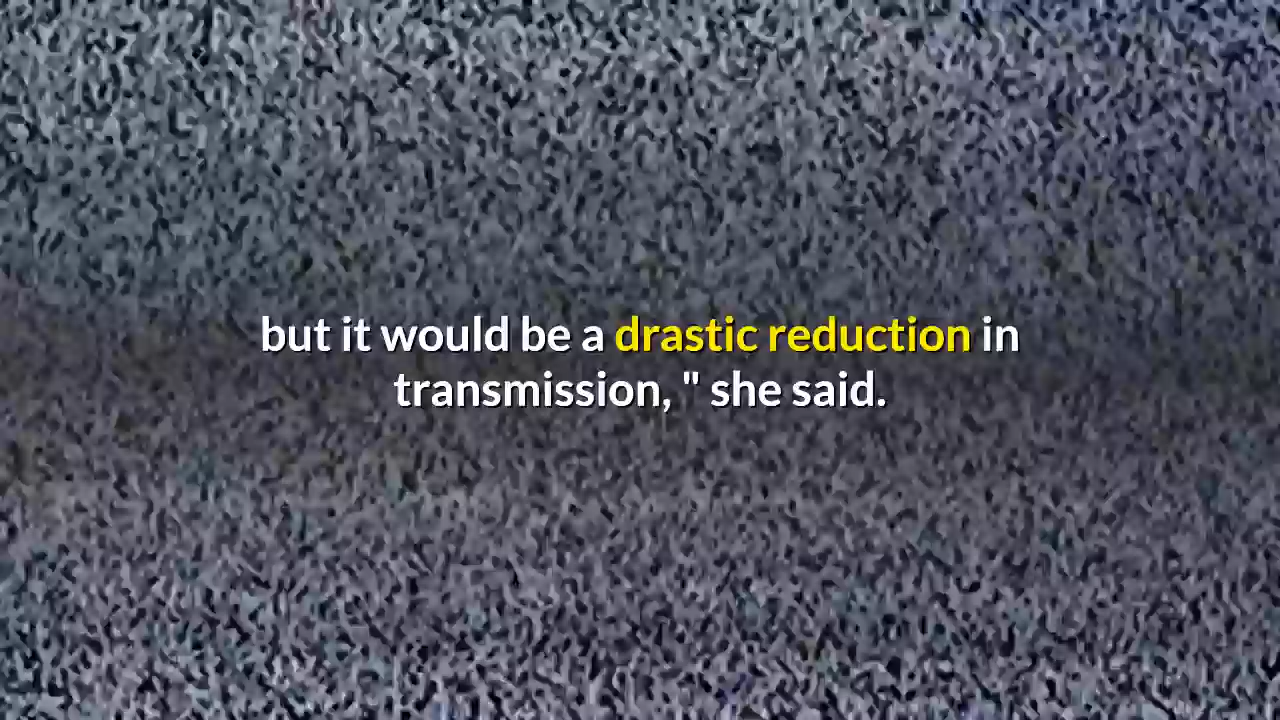 but it would be a drastic reduction in
transmission, " she said.